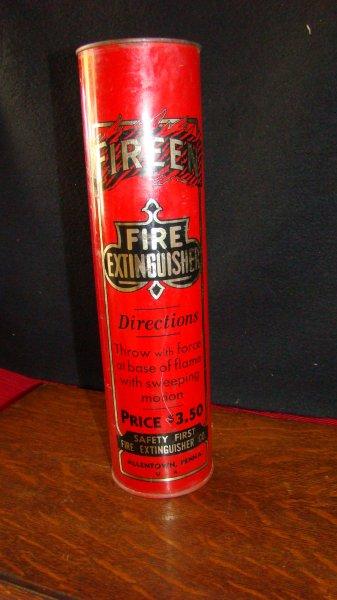 FIREEN
FIRE
EXTINGUISHER
Directions
Throw with force
at base of flame
with sweeping
motion
PRICE $3.50
SAFETY FIRST
FIRE EXTINGUISHER CO.
ALLENTOWN, PENNA.
U.S.A.